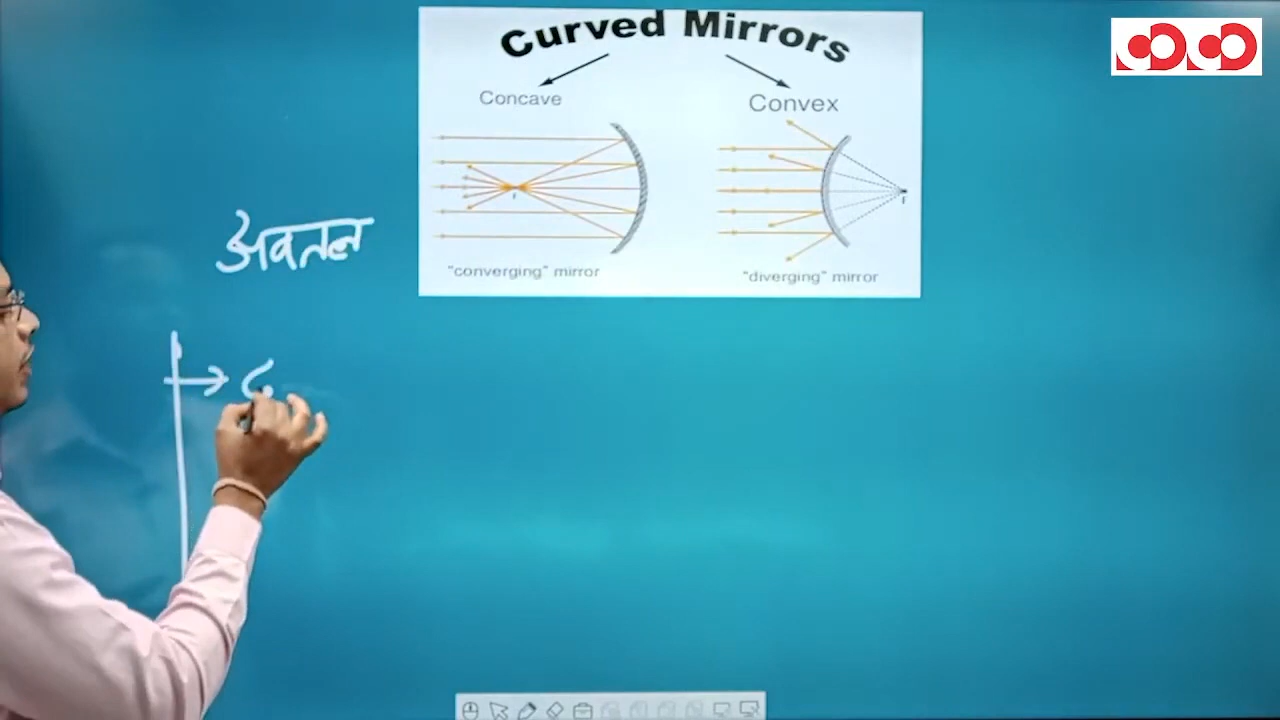 Curved Mirrors
Concave
Convex
F
F
"converging" mirror
"diverging" mirror
अवतल